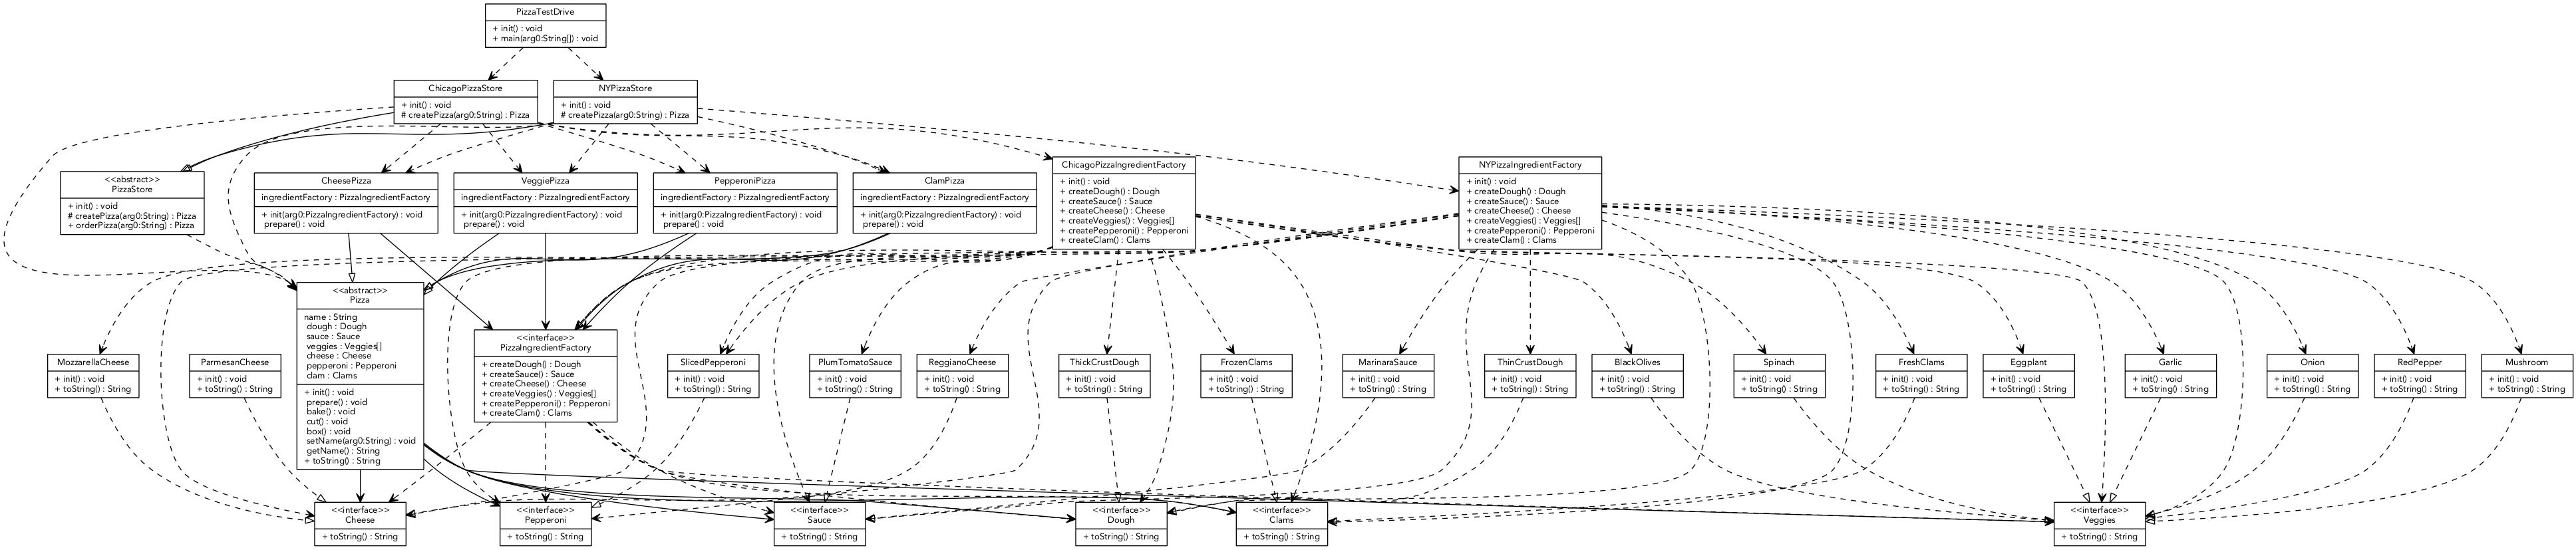 PizzaTestDrive
+ init() : void
+ main(arg0:String[]) : void
ChicagoPizzaStore
+ init() : void
# createPizza(arg0:String) : Pizza
NYPizzaStore
+ init() : void
# createPizza(arg0:String) : Pizza
<<abstract>>
PizzaStore
+ init() : void
# createPizza(arg0:String) : Pizza
+ orderPizza(arg0:String) : Pizza
CheesePizza
ingredientFactory : PizzaIngredientFactory
+ init(arg0:PizzaIngredientFactory) : void
prepare() : void
VeggiePizza
ingredientFactory : PizzaIngredientFactory
+ init(arg0:PizzaIngredientFactory) : void
prepare() : void
PepperoniPizza
ingredientFactory : PizzaIngredientFactory
+ init(arg0:PizzaIngredientFactory) : void
prepare() : void
ClamPizza
ingredientFactory : PizzaIngredientFactory
+ init(arg0:PizzaIngredientFactory) : void
prepare() : void
ChicagoPizzaIngredientFactory
+ init() : void
+ createDough() : Dough
+ createSauce() : Sauce
+ createCheese() : Cheese
+ createVeggies() : Veggies[]
+ createPepperoni() : Pepperoni
+ createClam() : Clams
NYPizzaIngredientFactory
+ init() : void
+ createDough() : Dough
+ createSauce() : Sauce
+ createCheese() : Cheese
+ createVeggies() : Veggies[]
+ createPepperoni() : Pepperoni
+ createClam() : Clams
<<abstract>>
Pizza
name : String
dough : Dough
sauce : Sauce
veggies : Veggies[]
cheese : Cheese
pepperoni : Pepperoni
clam : Clams
+ init() : void
prepare() : void
bake() : void
cut() : void
box() : void
setName(arg0:String) : void
getName() : String
+ toString() : String
<<interface>>
PizzaIngredientFactory
+ createDough() : Dough
+ createSauce() : Sauce
+ createCheese() : Cheese
+ createVeggies() : Veggies[]
+ createPepperoni() : Pepperoni
+ createClam() : Clams
MozzarellaCheese
+ init() : void
+ toString() : String
ParmesanCheese
+ init() : void
+ toString() : String
SlicedPepperoni
+ init() : void
+ toString() : String
PlumTomatoSauce
+ init() : void
+ toString() : String
ReggianoCheese
+ init() : void
+ toString() : String
ThickCrustDough
+ init() : void
+ toString() : String
FrozenClams
+ init() : void
+ toString() : String
MarinaraSauce
+ init() : void
+ toString() : String
ThinCrustDough
+ init() : void
+ toString() : String
BlackOlives
+ init() : void
+ toString() : String
Spinach
+ init() : void
+ toString() : String
FreshClams
+ init() : void
+ toString() : String
Eggplant
+ init() : void
+ toString() : String
Garlic
+ init() : void
+ toString() : String
Onion
+ init() : void
+ toString() : String
RedPepper
+ init() : void
+ toString() : String
Mushroom
+ init() : void
+ toString() : String
<<interface>>
Cheese
+ toString() : String
<<interface>>
Pepperoni
+ toString() : String
<<interface>>
Sauce
+ toString() : String
<<interface>>
Dough
+ toString() : String
<<interface>>
Clams
+ toString() : String
<<interface>>
Veggies
+ toString() : String